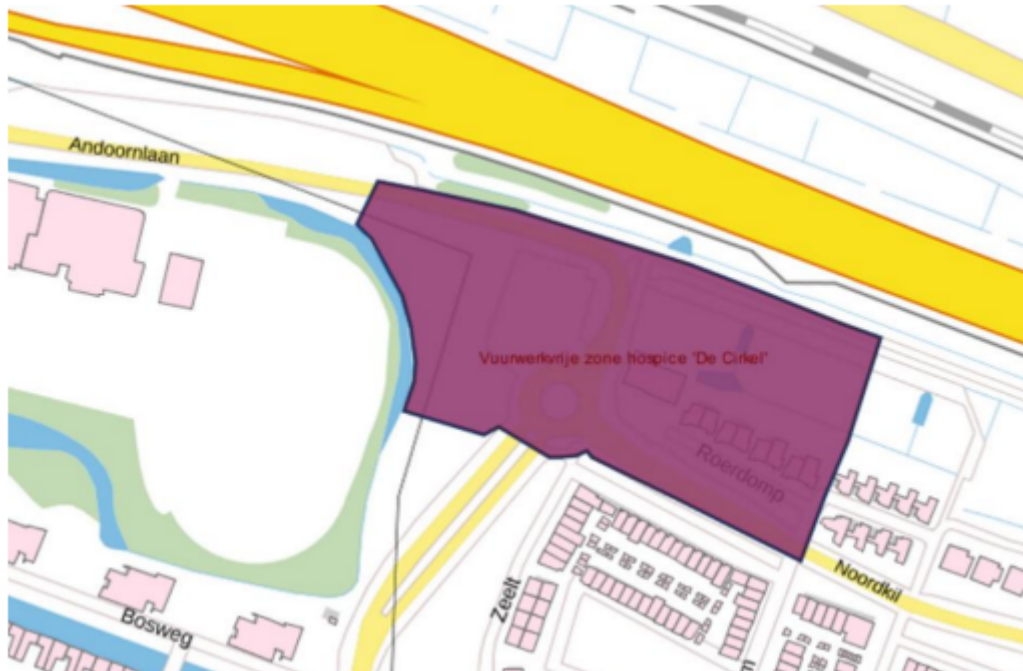 Andoornlaan
Vuurwerkvrije zone hospice 'De Cirkel'
Roerdomp
Noordkil
Zeelt
Bosweg
m